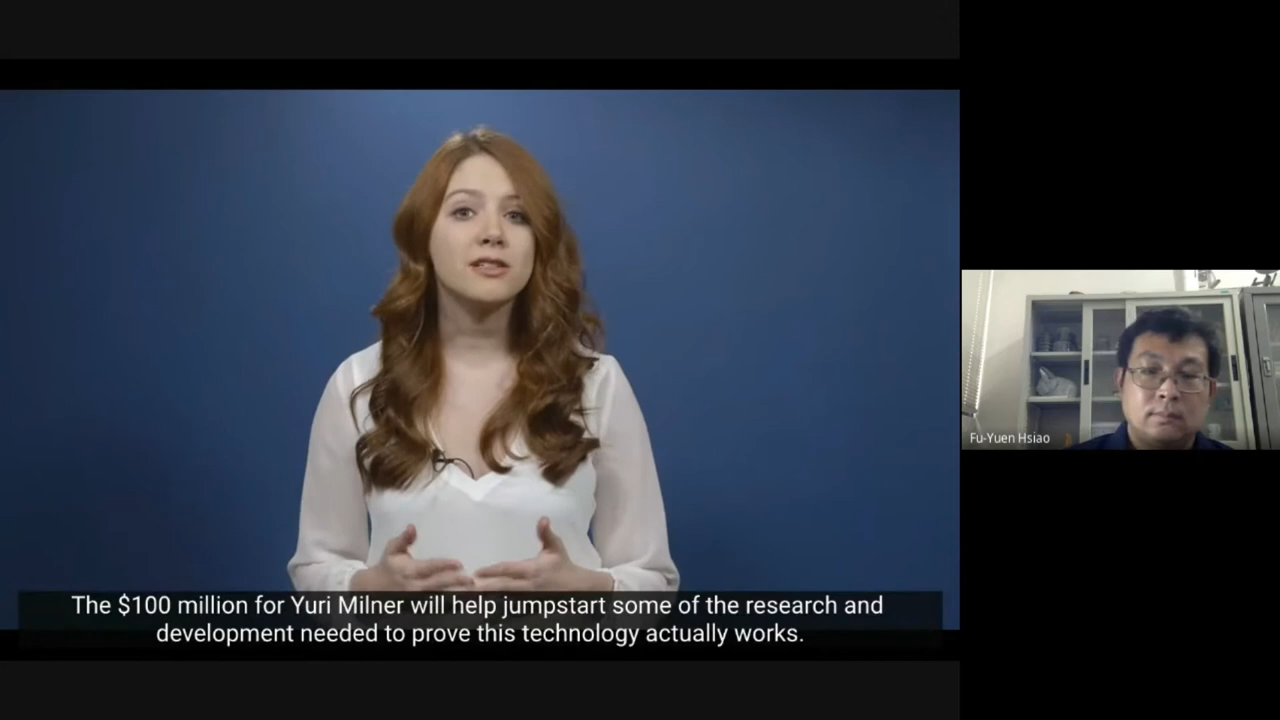 The $100 million for Yuri Milner will help jumpstart some of the research and
development needed to prove this technology actually works.
Fu-Yuen Hsiao